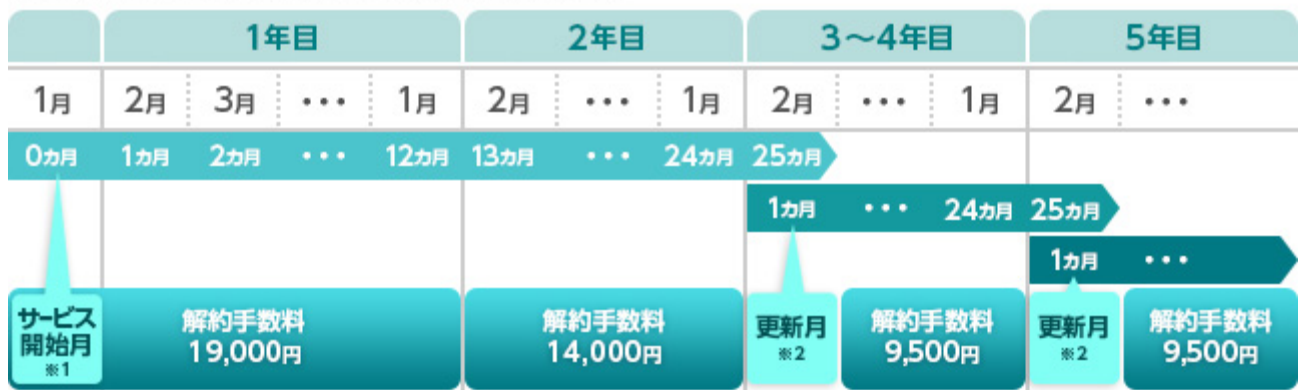 1年目 2年目 3〜4年目 5年目
1月 2月 3月 ・・・ 1月 2月 ・・・ 1月 2月 ・・・ 1月 2月 ・・・
0カ月 1カ月 2カ月 ・・・ 12カ月 13カ月 ・・・ 24カ月 25カ月
1カ月 ・・・ 24カ月 25カ月
1カ月 ・・・
サービス
開始月
※1
解約手数料
19,000円
解約手数料
14,000円
更新月
※2
解約手数料
9,500円
更新月
※2
解約手数料
9,500円